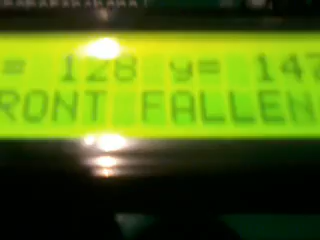 = 128 y= 147
RONT FALLEN